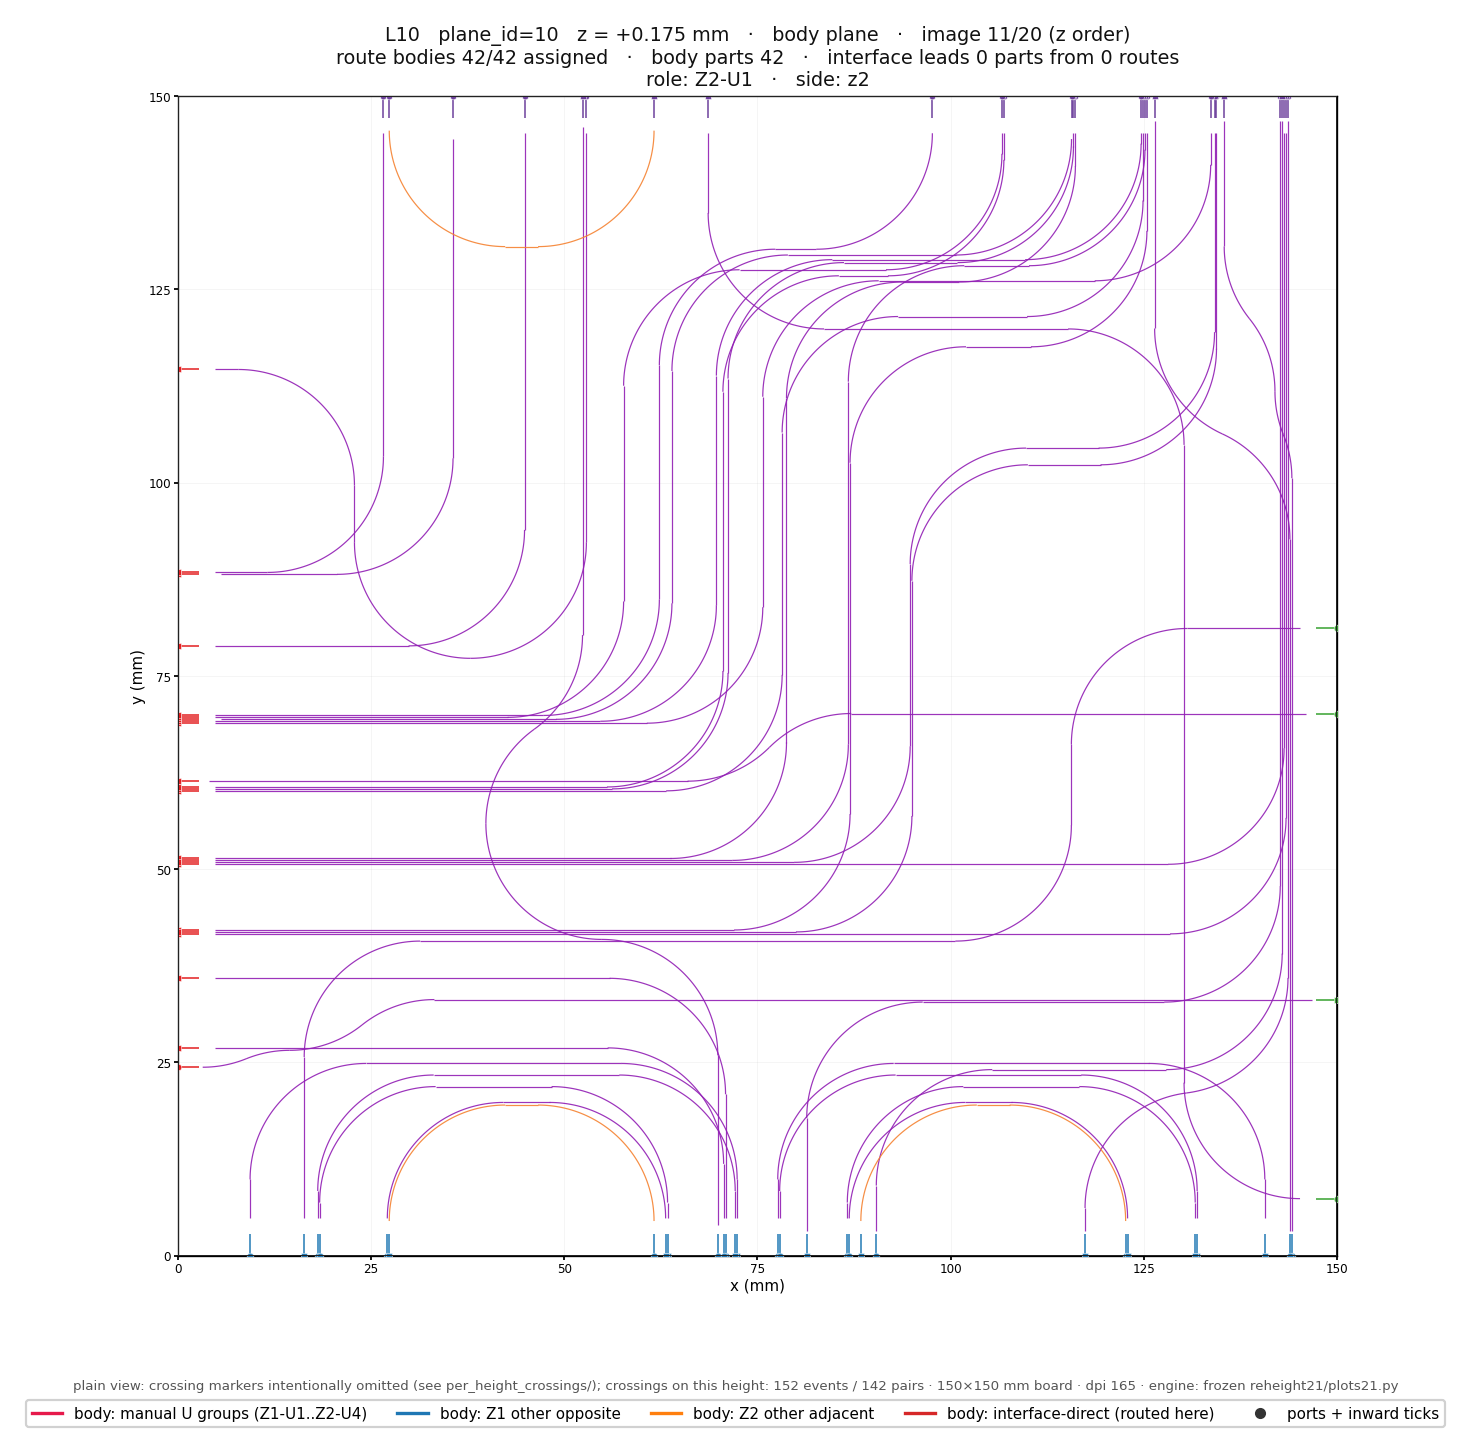 L10   plane_id=10   z = +0.175 mm   ·   body plane   ·   image 11/20 (z order)
route bodies 42/42 assigned   ·   body parts 42   ·   interface leads 0 parts from 0 routes
role: Z2-U1   ·   side: z2
150
125
100
75
50
25
0
y (mm)
0 25 50 75 100 125 150
x (mm)
plain view: crossing markers intentionally omitted (see per_height_crossings/); crossings on this height: 152 events / 142 pairs · 150×150 mm board · dpi 165 · engine: frozen reheight21/plots21.py
body: manual U groups (Z1-U1..Z2-U4) body: Z1 other opposite body: Z2 other adjacent body: interface-direct (routed here) ports + inward ticks